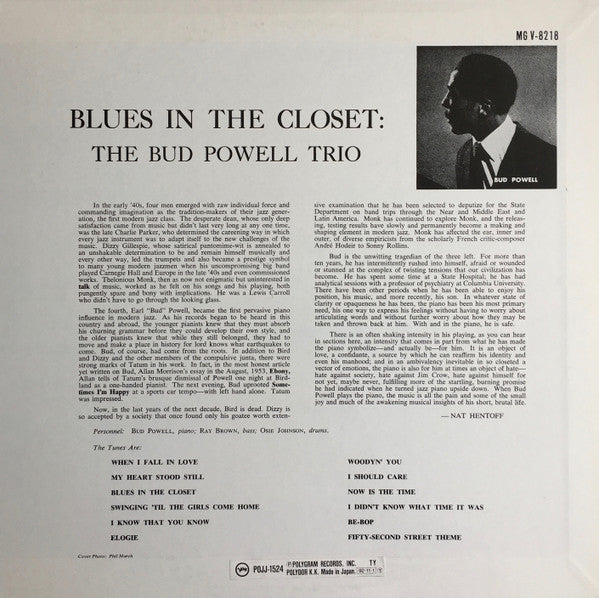 MG V-8218
BUD POWELL
BLUES IN THE CLOSET:
THE BUD POWELL TRIO
In the early '40s, four men emerged with raw individual force and
commanding imagination as the tradition-makers of their jazz gener-
ation, the first modern jazz class. The desperate dean, whose only deep
satisfaction came from music but didn't last very long at any one time,
was the late Charlie Parker, who determined the careering way in which
every jazz instrument was to adapt itself to the new challenges of the
music. Dizzy Gillespie, whose satirical pantomime-wit is annealed to
an unshakable determination to be and remain himself musically and
every other way, led the trumpets and also became a prestige symbol
to many young modern jazzmen when his uncompromising big band
played Carnegie Hall and Europe in the late '40s and even commissioned
works. Thelonious Monk, then as now not enigmatic but uninterested in
talk of music, worked as he felt on his songs and his playing, both
pungently spare and bony with implications. He was a Lewis Carroll
who didn't have to go through the looking glass.
The fourth, Earl "Bud" Powell, became the first pervasive piano
influence in modern jazz. As his records began to be heard in this
country and abroad, the younger pianists knew that they must absorb
his churning grammar before they could develop their own style, and
the older pianists knew that while they still belonged, they had to
move and make a place in history for lord knows what earthquakes to
come. Bud, of course, had come from the roots. In addition to Bird
and Dizzy and the other members of the compulsive junta, there were
strong marks of Tatum in his work. In fact, in the most honest article
yet written on Bud, Allan Morrison's essay in the August, 1953, Ebony,
Allan tells of Tatum's brusque dismissal of Powell one night at Bird-
land as a one-handed pianist. The next evening, Bud uprooted Some-
times I'm Happy at a sports car tempo—with left hand alone. Tatum
was impressed.
Now, in the last years of the next decade, Bird is dead. Dizzy is
so accepted by a society that once found only his goatee worth exten-
sive examination that he has been selected to deputize for the State
Department on band trips through the Near and Middle East and
Latin America. Monk has continued to explore Monk, and the releas-
ing, testing results have slowly and permanently become a making and
shaping element in modern jazz. Monk has affected the ear, inner and
outer, of diverse empiricists from the scholarly French critic-composer
André Hodeir to Sonny Rollins.
Bud is the unwitting tragedian of the three left. For more than
ten years, he has intermittently rushed into himself, afraid or wounded
or stunned at the complex of twisting tensions that our civilization has
become. He has spent some time at a State Hospital; he has had
analytical sessions with a professor of psychiatry at Columbia University.
There have been other periods when he has been able to enjoy his
position, his music, and more recently, his son. In whatever state of
clarity or opaqueness he has been, the piano has been his most primary
need, his one way to express his feelings without having to worry about
articulating words and without further worry about how they may be
taken and thrown back at him. With and in the piano, he is safe.
There is an often shaking intensity in his playing, as you can hear
in sections here, an intensity that comes in part from what he has made
the piano symbolize—and actually be—for him. It is an object of
love, a confidante, a source by which he can reaffirm his identity and
even his manhood; and in an ambivalency inevitable in so closeted a
vector of emotions, the piano is also for him at times an object of hate—
hate against society, hate against Jim Crow, hate against himself for
not yet, maybe never, fulfilling more of the startling, burning promise
he had indicated when he turned jazz piano upside down. When Bud
Powell plays the piano, the music is all the pain and some of the small
joy and much of the awakening musical insights of his short, brutal life.
—NAT HENTOFF
Personnel: BUD POWELL, piano; RAY BROWN, bass; OSIE JOHNSON, drums.
The Tunes Are:
WHEN I FALL IN LOVE
MY HEART STOOD STILL
BLUES IN THE CLOSET
SWINGING 'TIL THE GIRLS COME HOME
I KNOW THAT YOU KNOW
ELOGIE
WOODYN' YOU
I SHOULD CARE
NOW IS THE TIME
I DIDN'T KNOW WHAT TIME IT WAS
BE-BOP
FIFTY-SECOND STREET THEME
Cover Photo: Phil Marsh
verve
POJJ-1524
Ⓟ POLYGRAM RECORDS, INC. TY
POLYDOR K.K. Made in Japan